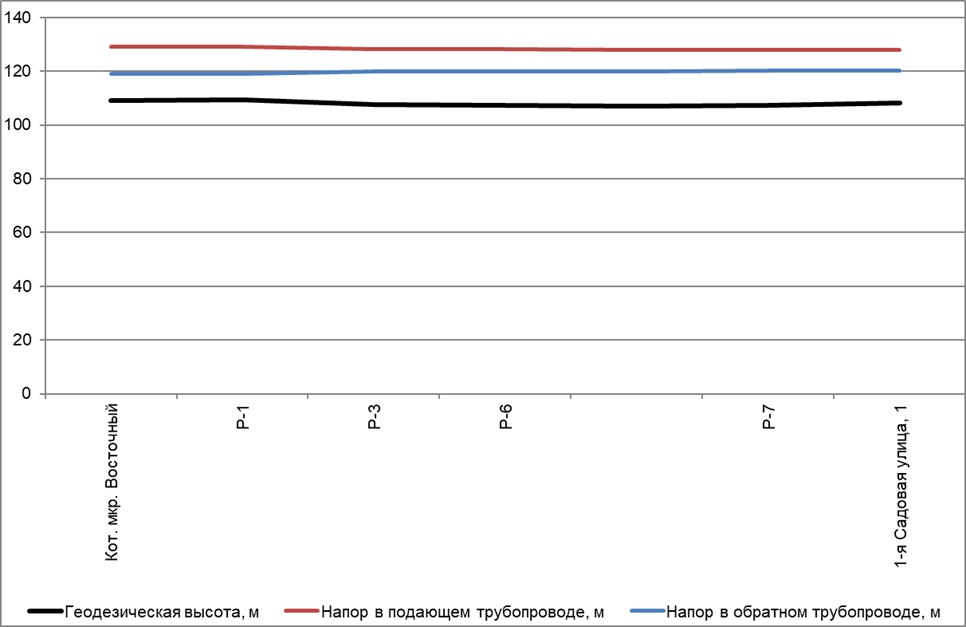 140
120
100
80
60
40
20
0
Кот. мкр. Восточный
Р-1
Р-3
Р-6
Р-7
1-я Садовая улица, 1
Геодезическая высота, м
Напор в подающем трубопроводе, м
Напор в обратном трубопроводе, м